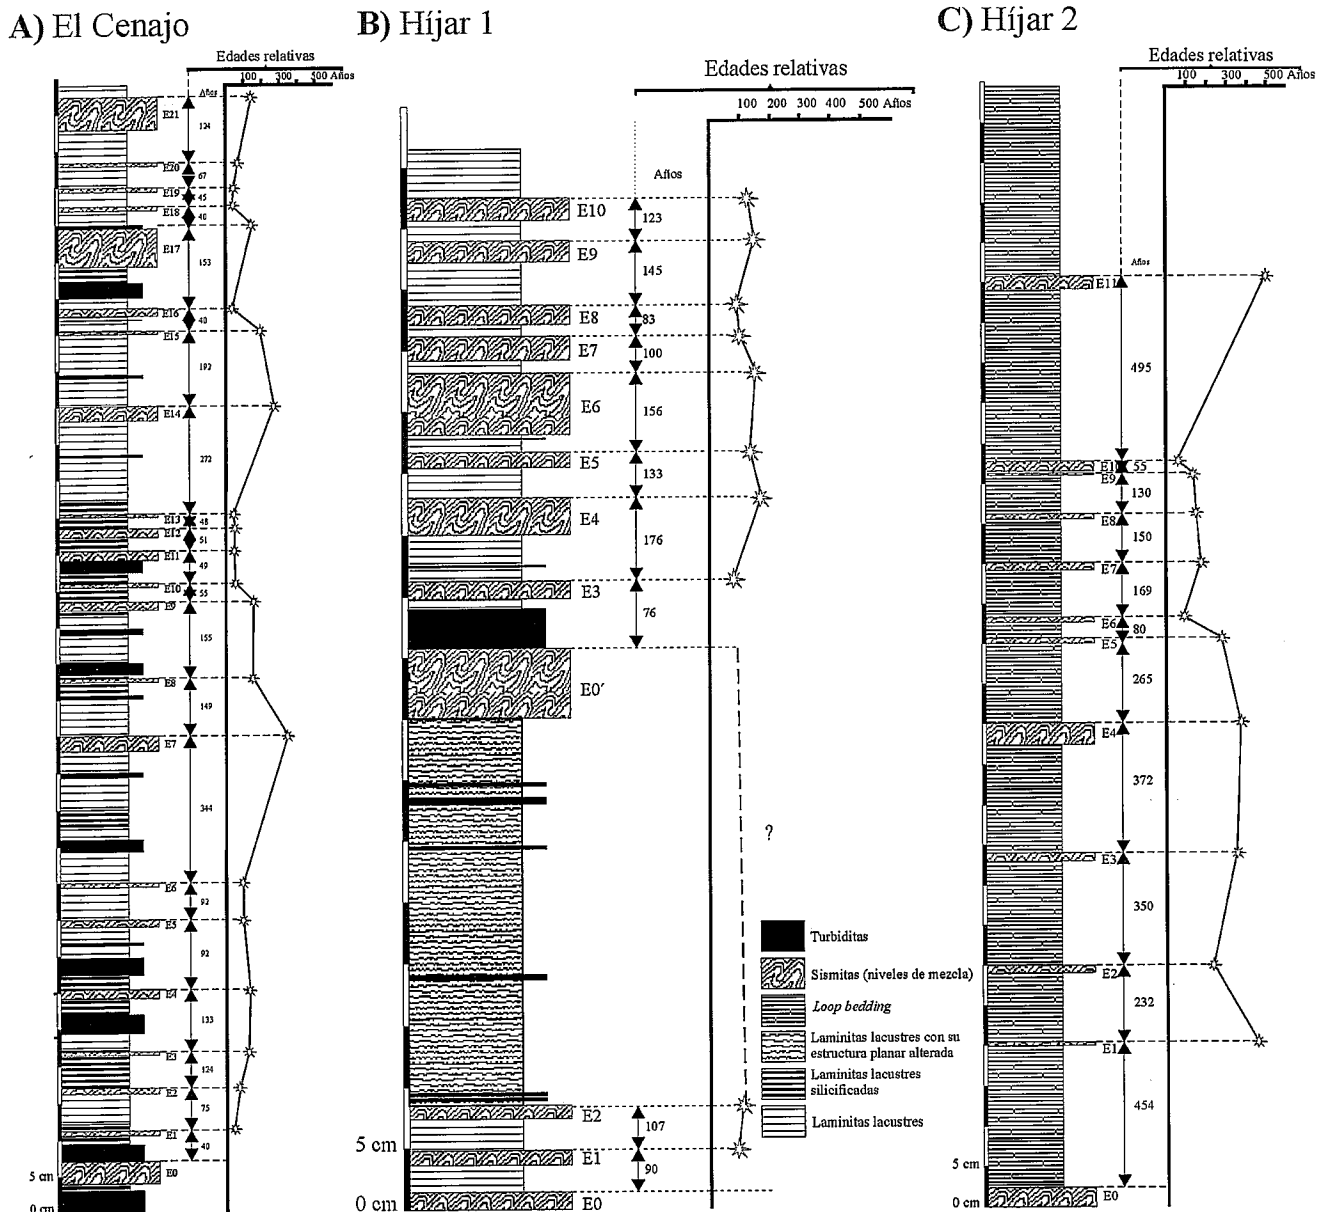 A) El Cenajo
Edades relativas
100 300 500 Años
Años
E21
124
E20
67
E19
45
E18
40
E17
153
E16
40
E15
192
E14
272
E13
48
E12
51
E11
49
E10
55
E9
155
E8
149
E7
344
E6
92
E5
92
E4
133
E3
124
E2
75
E1
40
5 cm
E0
0 cm
B) Híjar 1
Edades relativas
100 200 300 400 500 Años
Años
E10
123
E9
145
E8
83
E7
100
E6
156
E5
133
E4
176
E3
76
E0´
?
E2
107
5 cm
E1
90
0 cm
E0
Turbiditas
Sismitas (niveles de mezcla)
Loop bedding
Laminitas lacustres con su
estructura planar alterada
Laminitas lacustres
silicificadas
Laminitas lacustres
C) Híjar 2
Edades relativas
100 300 500 Años
Años
E11
495
E10
55
E9
130
E8
150
E7
169
E6
80
E5
265
E4
372
E3
350
E2
232
E1
454
5 cm
E0
0 cm